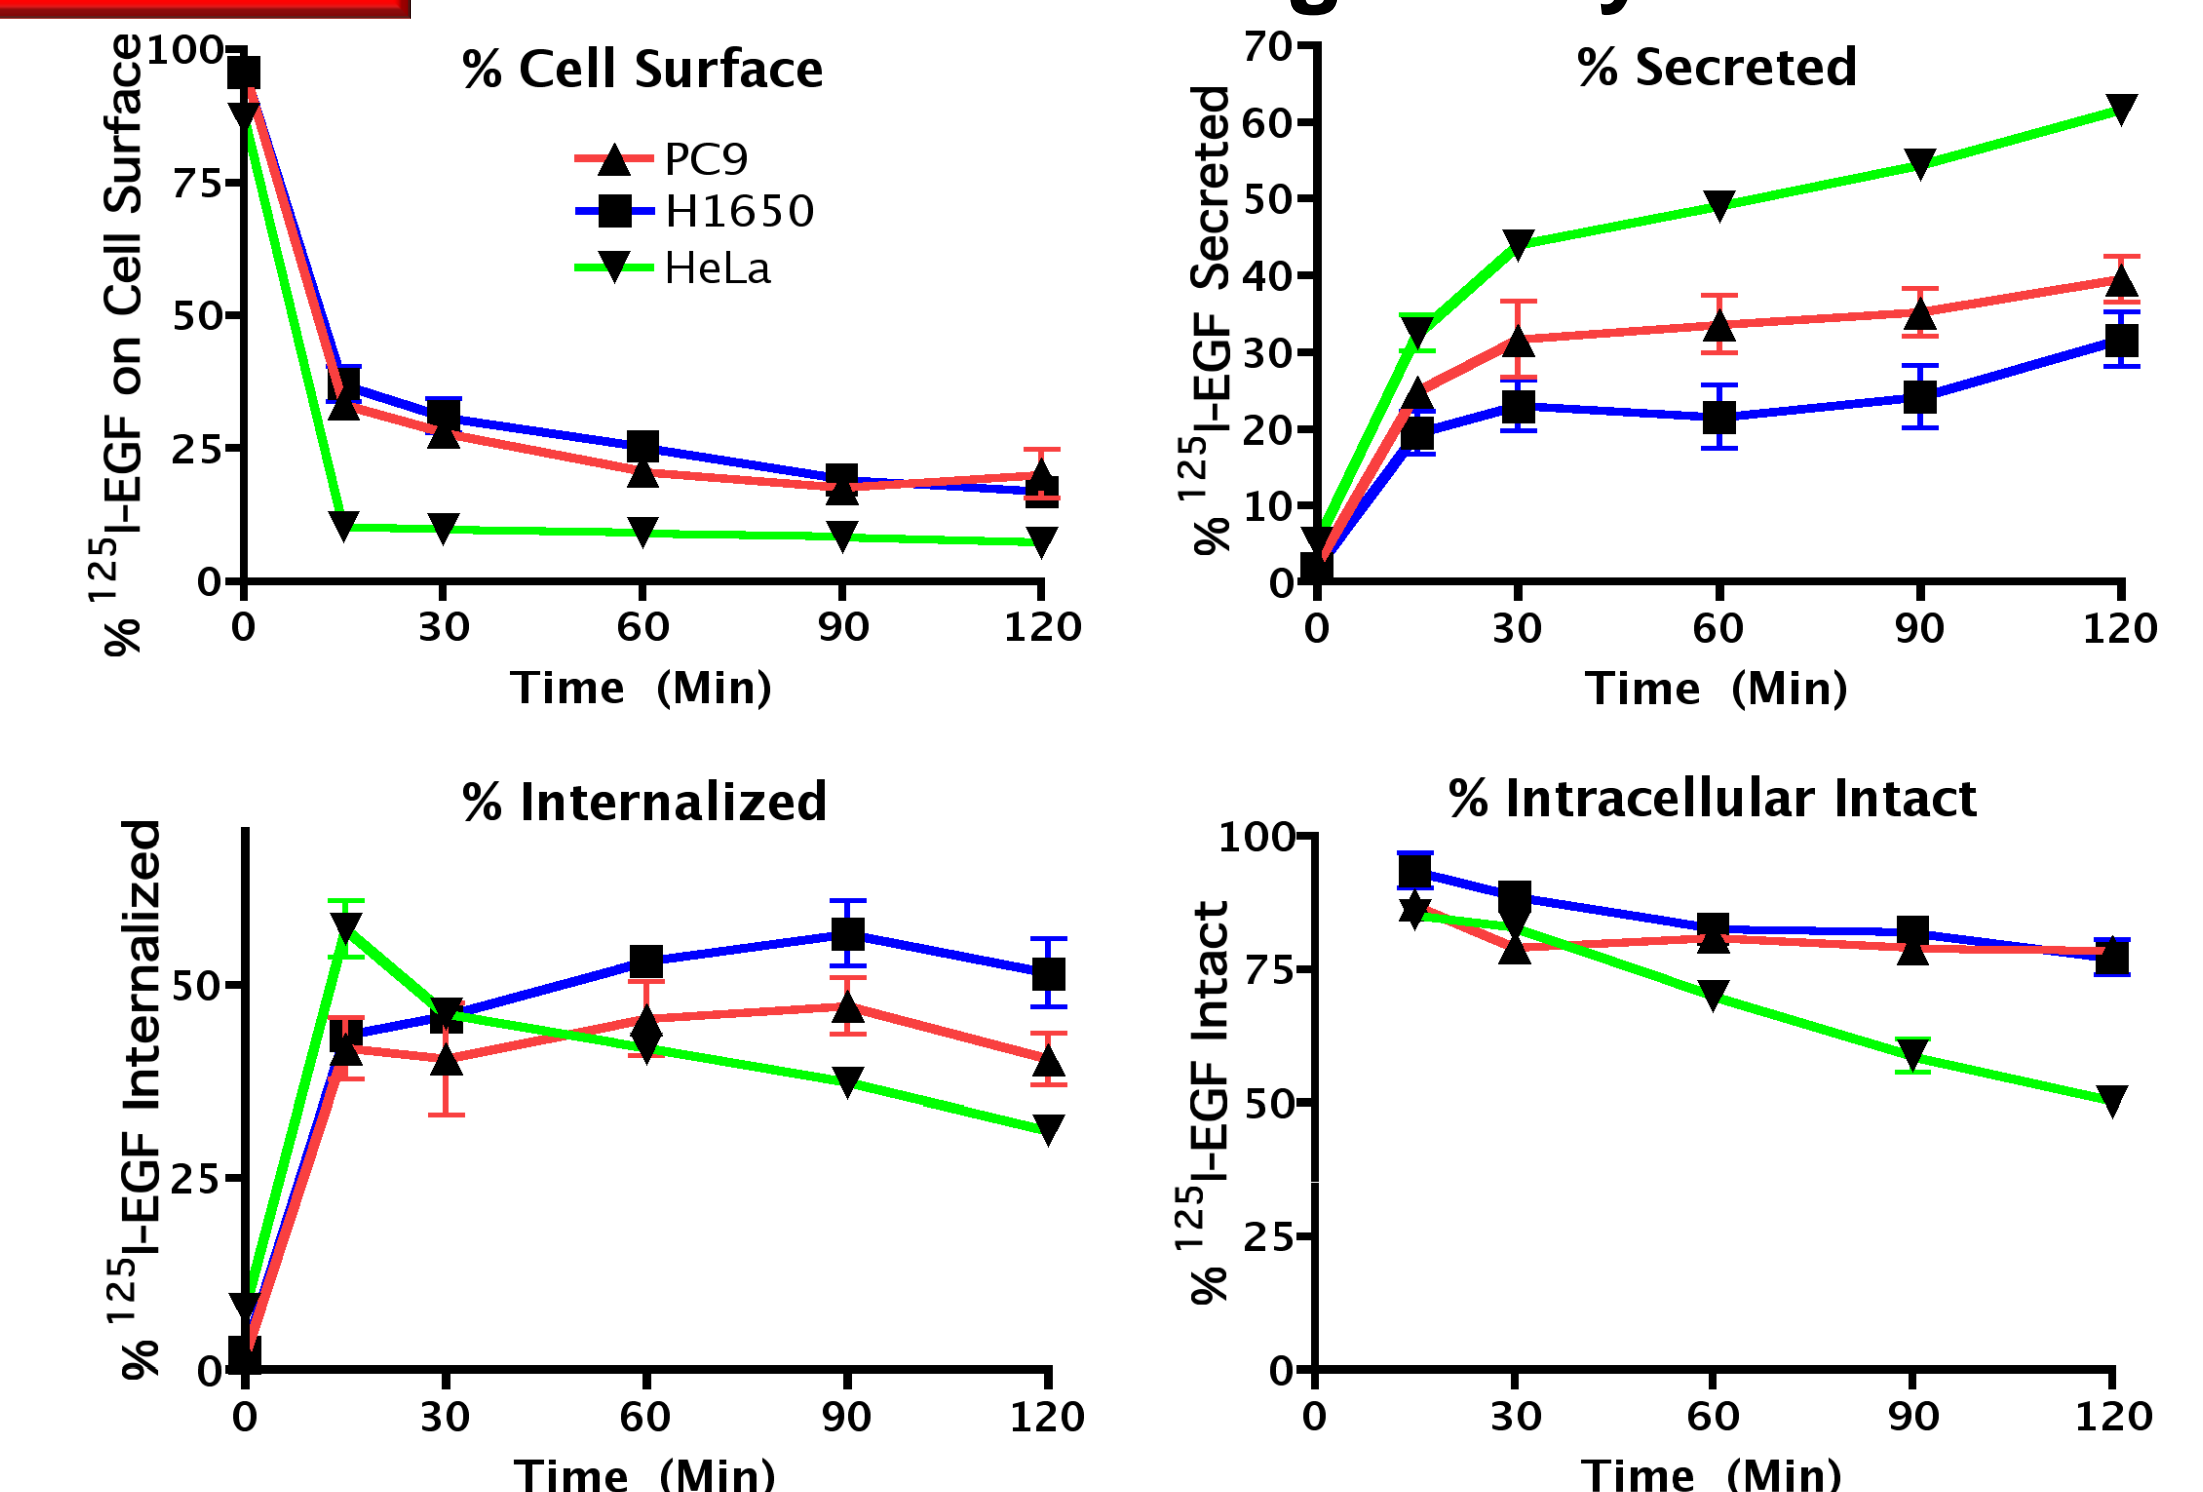 % Cell Surface
% ¹²⁵I-EGF on Cell Surface
100
75
50
25
0
PC9
H1650
HeLa
0 30 60 90 120
Time (Min)
% Secreted
% ¹²⁵I-EGF Secreted
70
60
50
40
30
20
10
0
0 30 60 90 120
Time (Min)
% Internalized
% ¹²⁵I-EGF Internalized
50
25
0
0 30 60 90 120
Time (Min)
% Intracellular Intact
% ¹²⁵I-EGF Intact
100
75
50
25
0
0 30 60 90 120
Time (Min)